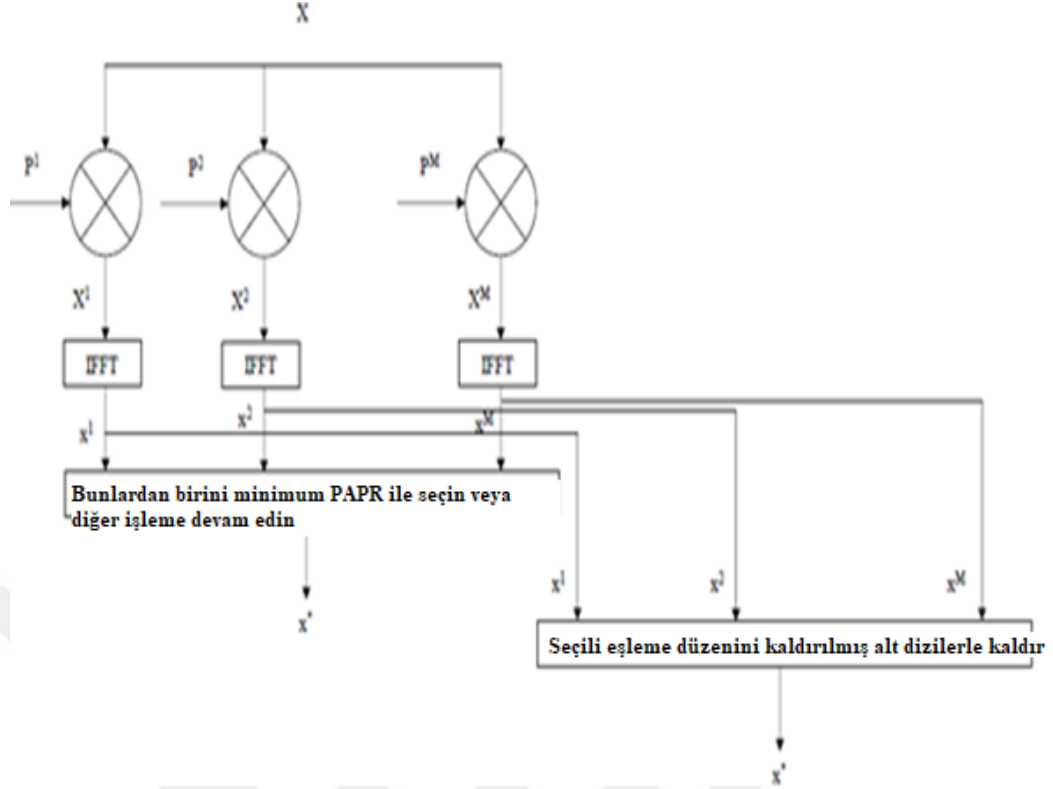 X
P¹ P² Pᴹ
X¹ X² Xᴹ
IFFT IFFT IFFT
x¹ x² xᴹ
Bunlardan birini minimum PAPR ile seçin veya
diğer işleme devam edin
x¹ x² xᴹ
x*
Seçili eşleme düzenini kaldırılmış alt dizilerle kaldır
x*